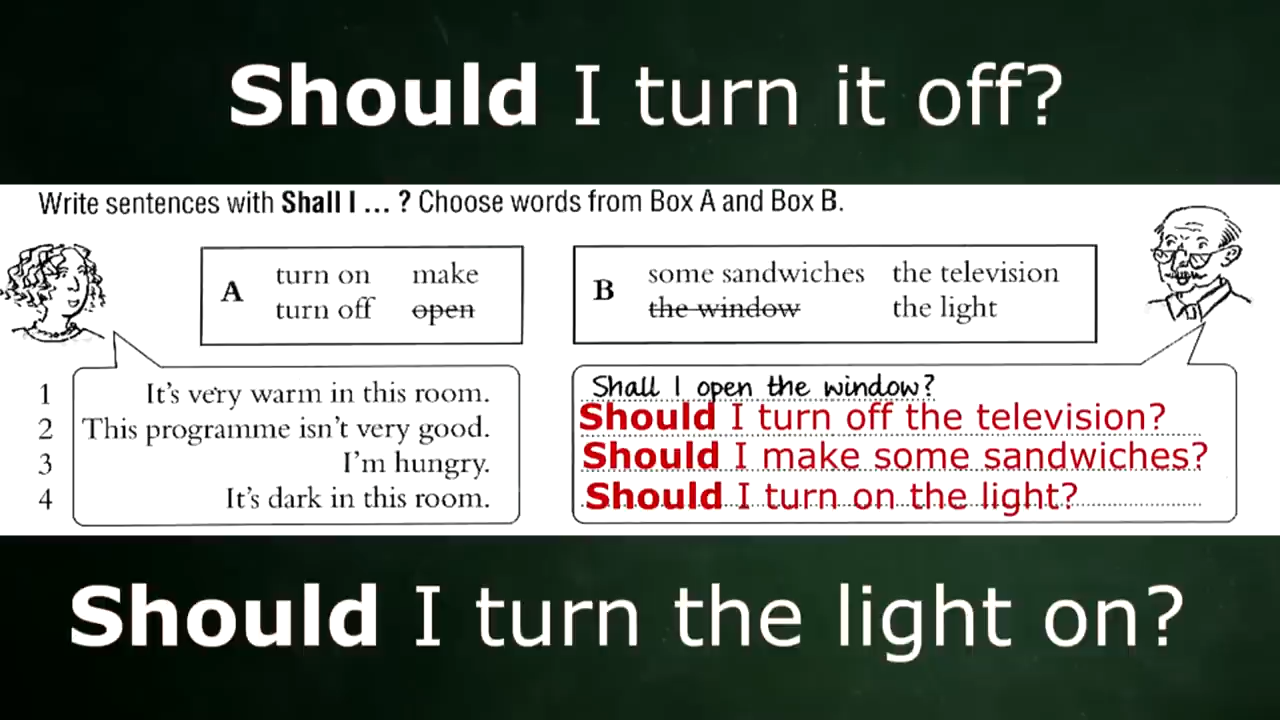 Should I turn it off?
Write sentences with Shall I ... ? Choose words from Box A and Box B.
A
turn on make
turn off open
B
some sandwiches the television
the window the light
1 It's very warm in this room.
2 This programme isn't very good.
3 I'm hungry.
4 It's dark in this room.
Shall I open the window?
Should I turn off the television?
Should I make some sandwiches?
Should I turn on the light?
Should I turn the light on?